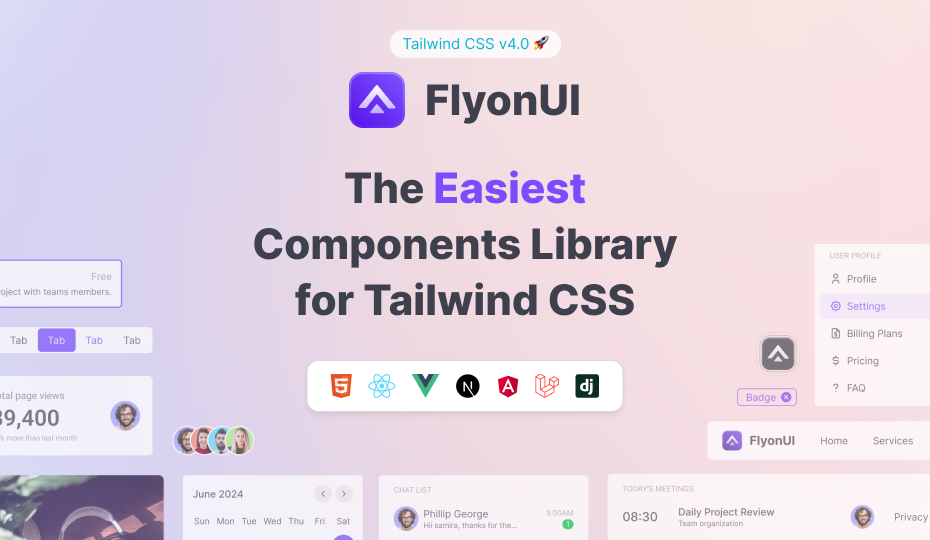 Tailwind CSS v4.0 🚀
FlyonUI
The Easiest
Components Library
for Tailwind CSS
Free
project with teams members.
Tab Tab Tab Tab
total page views
39,400
% more than last month
USER PROFILE
Profile
Settings
Billing Plans
Pricing
FAQ
5 N A dj
Badge
FlyonUI Home Services
June 2024
Sun Mon Tue Wed Thu Fri Sat
CHAT LIST
Phillip George 9:00AM
Hii samira, thanks for the... 1
TODAY'S MEETINGS
08:30 Daily Project Review
Team organization
Privacy